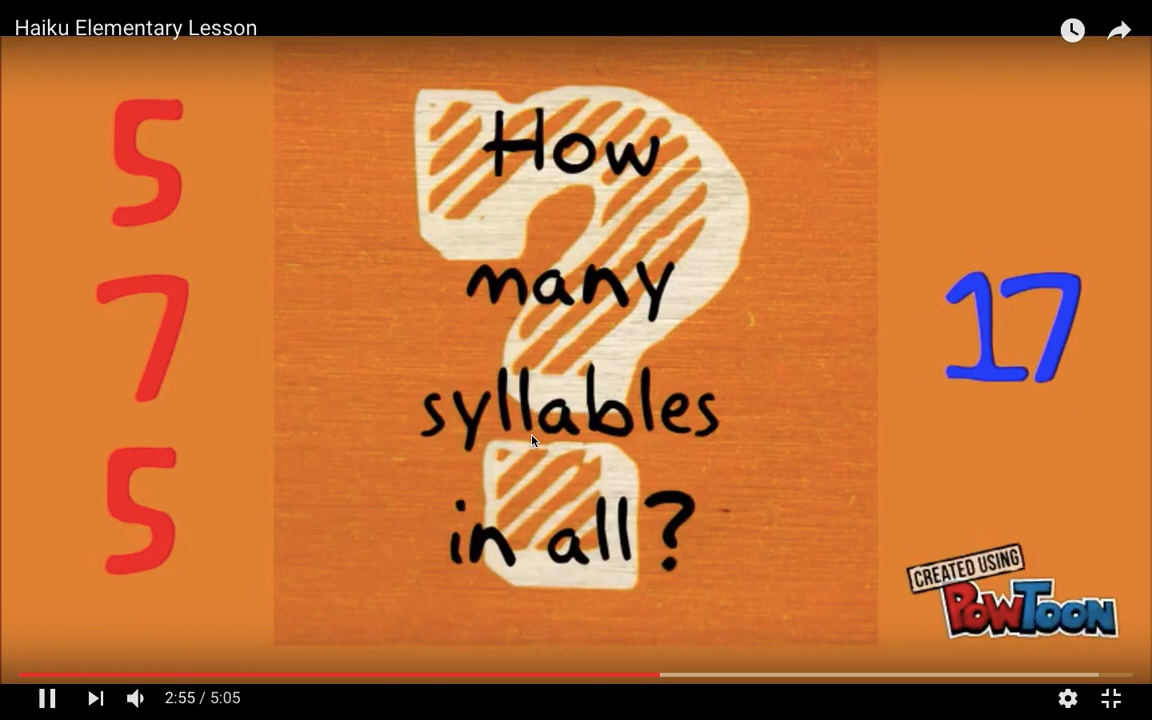 Haiku Elementary Lesson
5
7
5
How
many
syllables
in all?
17
CREATED USING
PowToon
2:55 / 5:05